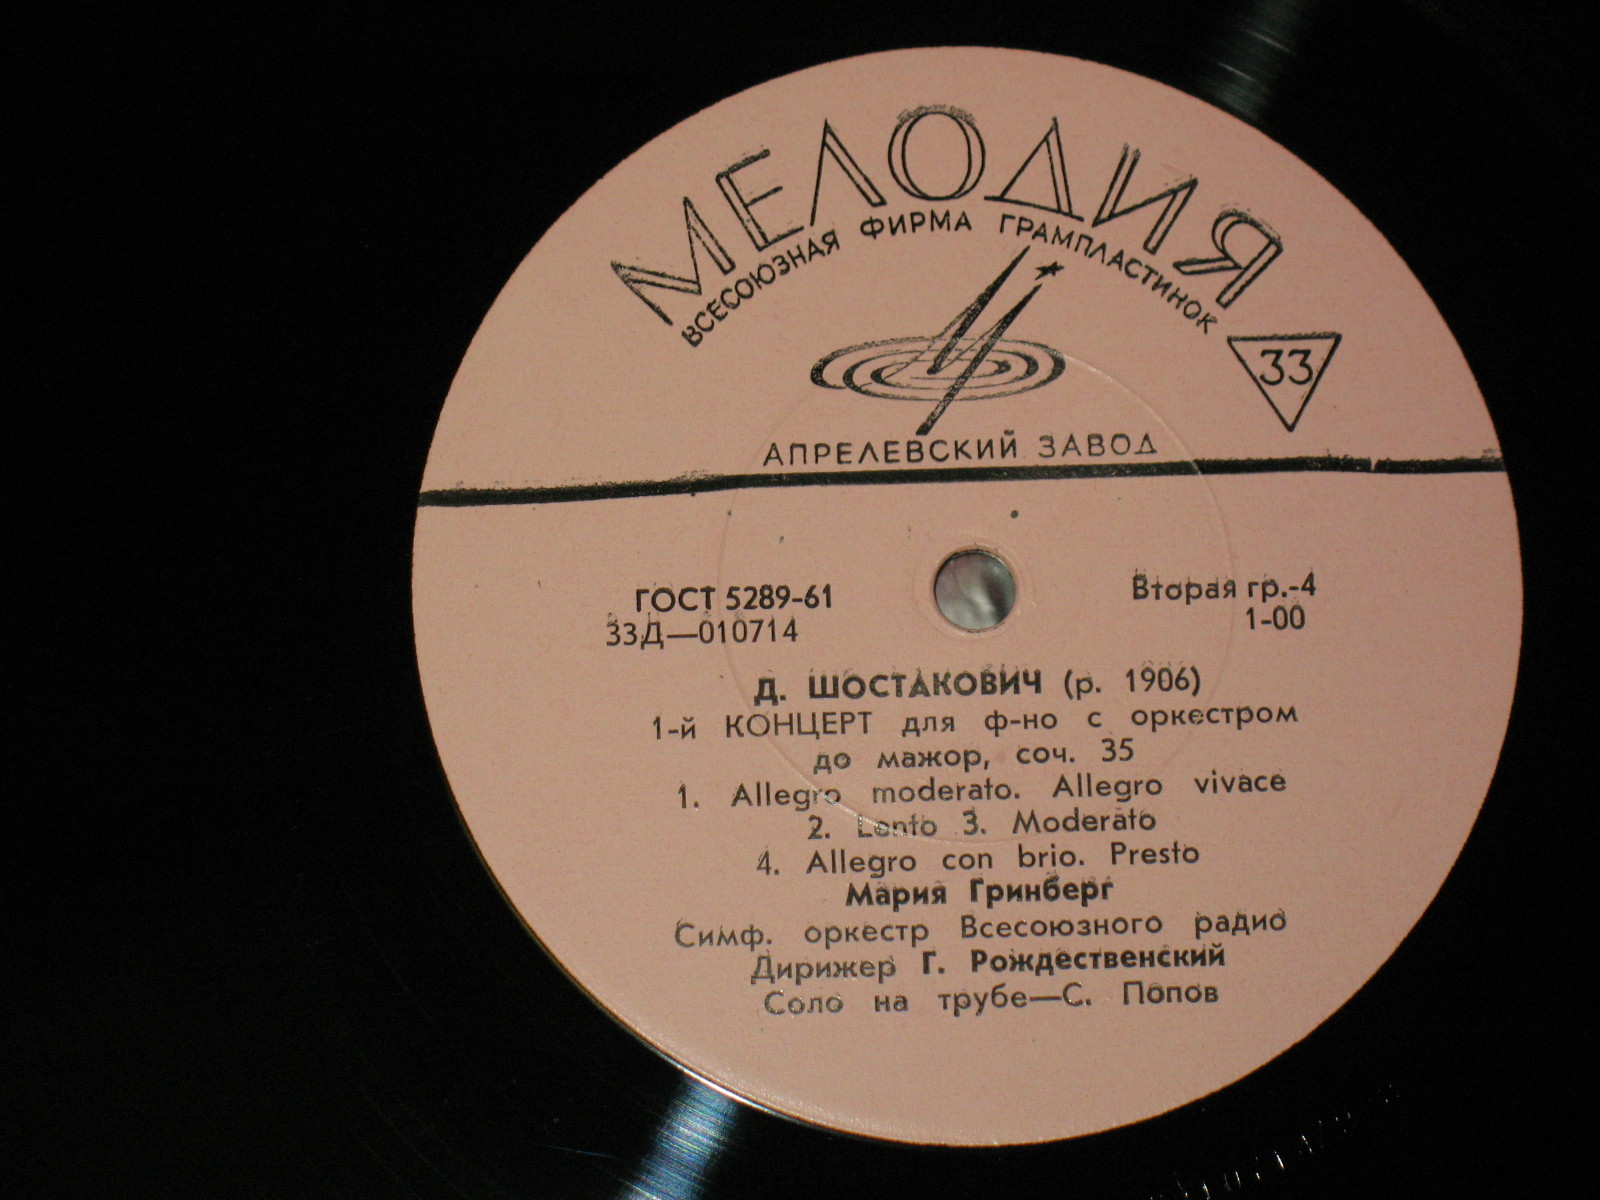 МЕЛОДИЯ
ВСЕСОЮЗНАЯ ФИРМА ГРАМПЛАСТИНОК
33
АПРЕЛЕВСКИЙ ЗАВОД
ГОСТ 5289-61
33Д—010714
Вторая гр.-4
1-00
Д. ШОСТАКОВИЧ (р. 1906)
1-й КОНЦЕРТ для ф-но с оркестром
до мажор, соч. 35
1. Allegro moderato. Allegro vivace
2. Lento 3. Moderato
4. Allegro con brio. Presto
Мария Гринберг
Симф. оркестр Всесоюзного радио
Дирижер Г. Рождественский
Соло на трубе—С. Попов